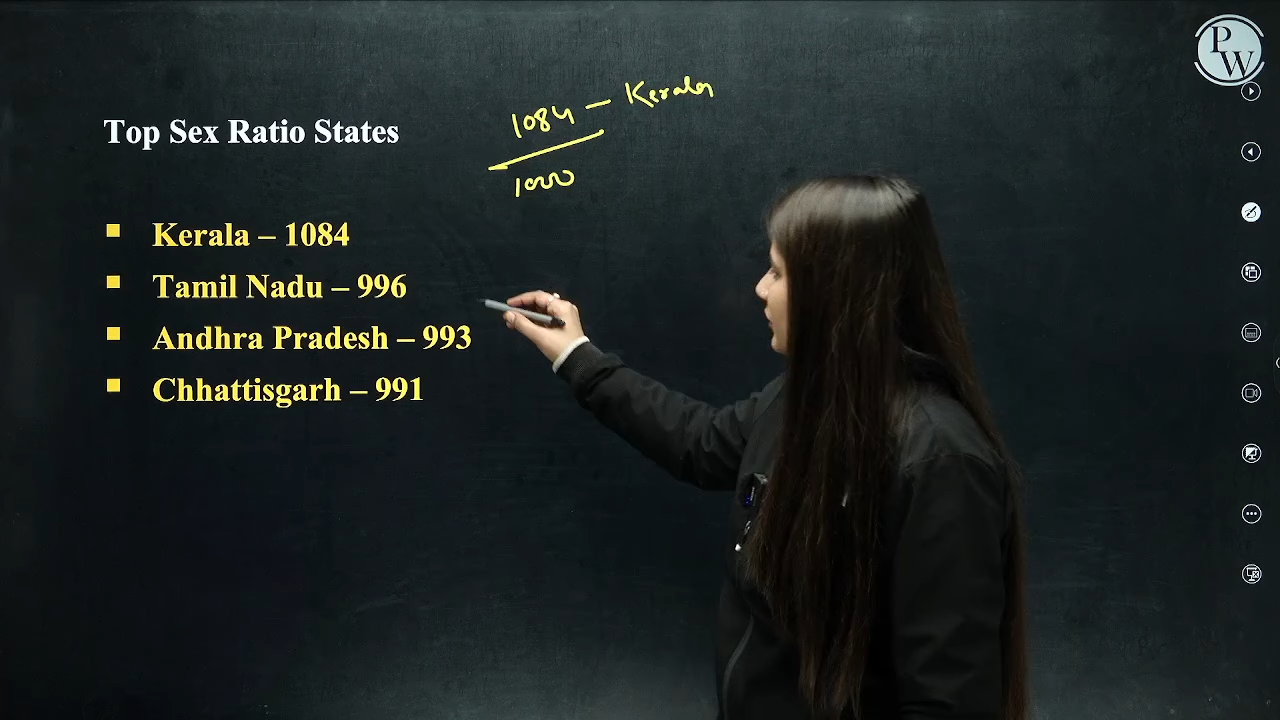 PW
1084 – Kerala
1000
Top Sex Ratio States
▪ Kerala – 1084
▪ Tamil Nadu – 996
▪ Andhra Pradesh – 993
▪ Chhattisgarh – 991